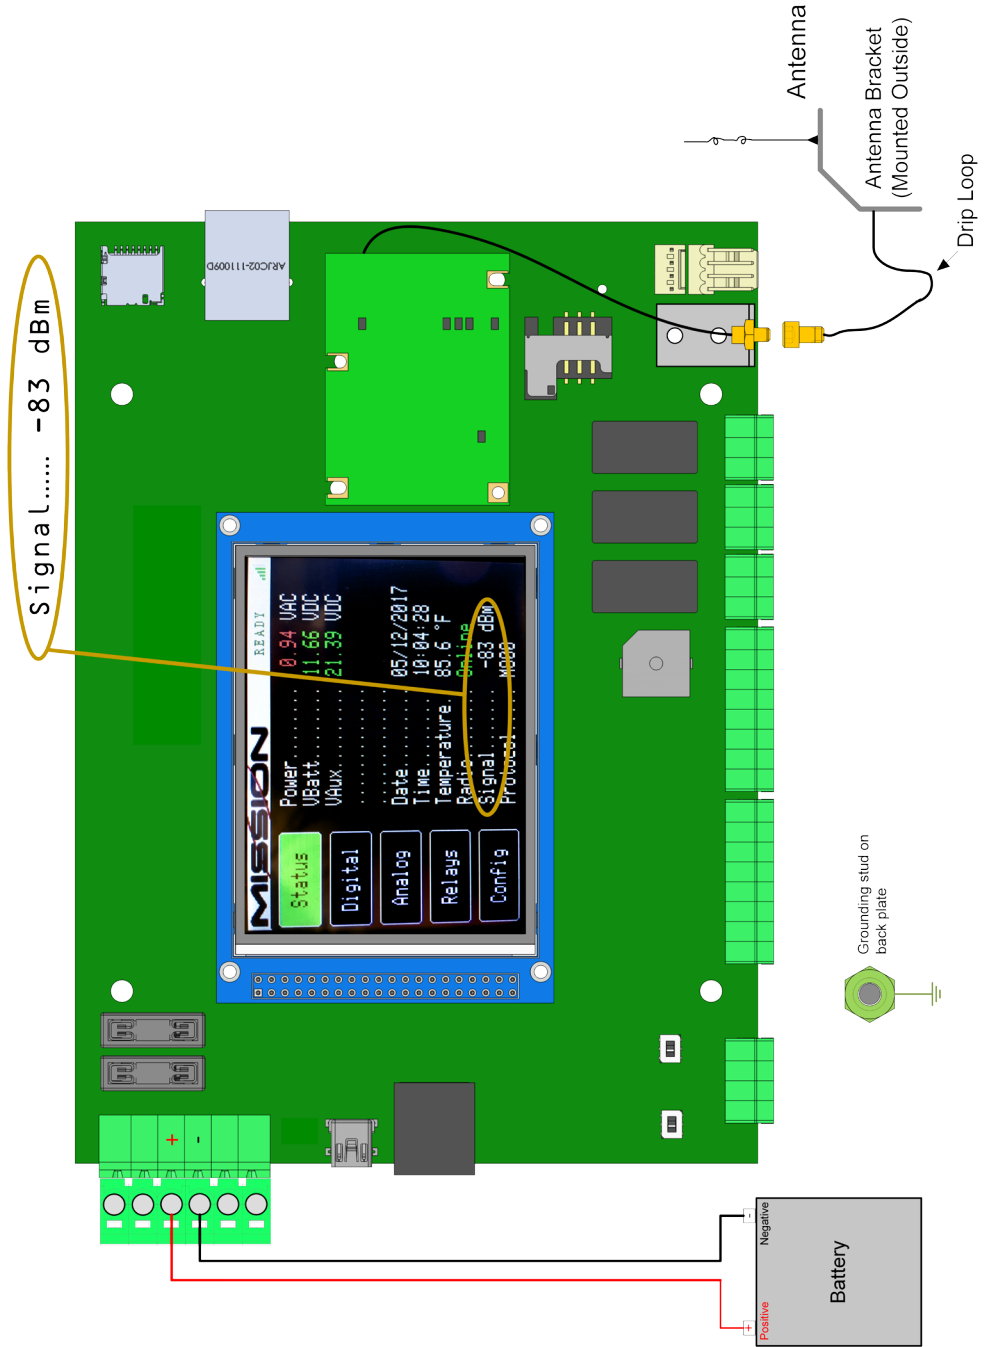 Signal...... -83 dBm
ARJC02-111009D
MISSION READY
Status
Digital
Analog
Relays
Config
Power.......... 0.94 VAC
VBatt.......... 11.66 VDC
VAux........... 21.39 VDC
Date........... 05/12/2017
Time........... 10:04:28
Temperature.. 85.6 °F
Radio.......... Online
Signal......... -83 dBm
Protocol....... M800
Antenna
Antenna Bracket
(Mounted Outside)
Drip Loop
Grounding stud on
back plate
+
-
+
Positive
-
Negative
Battery